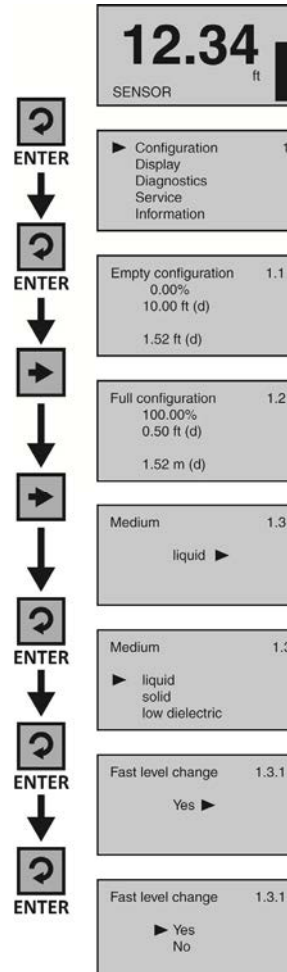 12.34
ft
SENSOR
ENTER
Configuration 1
Display
Diagnostics
Service
Information
ENTER
Empty configuration 1.1
0.00%
10.00 ft (d)
1.52 ft (d)
Full configuration 1.2
100.00%
0.50 ft (d)
1.52 m (d)
Medium 1.3
liquid
ENTER
Medium 1.3
liquid
solid
low dielectric
ENTER
Fast level change 1.3.1
Yes
ENTER
Fast level change 1.3.1
Yes
No